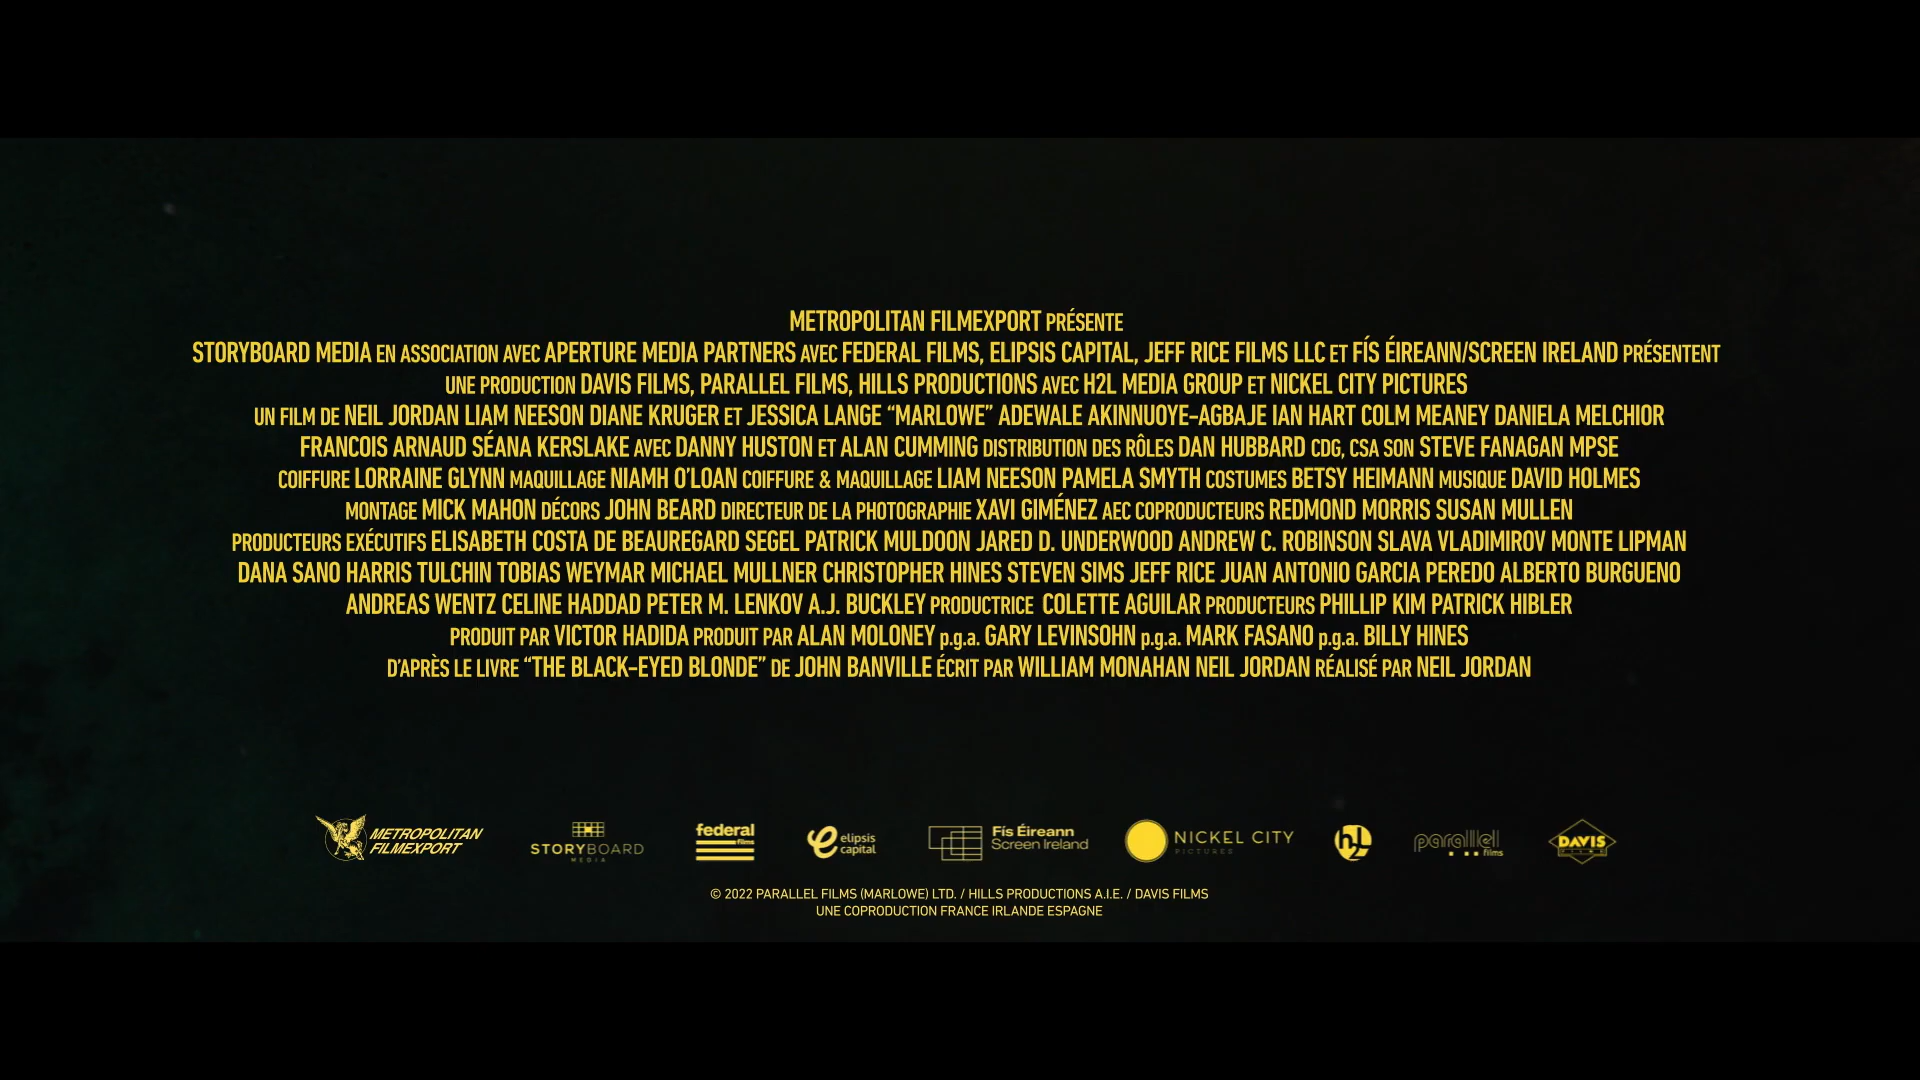 METROPOLITAN FILMEXPORT PRÉSENTE
STORYBOARD MEDIA EN ASSOCIATION AVEC APERTURE MEDIA PARTNERS AVEC FEDERAL FILMS, ELIPSIS CAPITAL, JEFF RICE FILMS LLC ET FÍS ÉIREANN/SCREEN IRELAND PRÉSENTENT
UNE PRODUCTION DAVIS FILMS, PARALLEL FILMS, HILLS PRODUCTIONS AVEC H2L MEDIA GROUP ET NICKEL CITY PICTURES
UN FILM DE NEIL JORDAN LIAM NEESON DIANE KRUGER ET JESSICA LANGE “MARLOWE” ADEWALE AKINNUOYE-AGBAJE IAN HART COLM MEANEY DANIELA MELCHIOR
FRANCOIS ARNAUD SÉANA KERSLAKE AVEC DANNY HUSTON ET ALAN CUMMING DISTRIBUTION DES RÔLES DAN HUBBARD CDG, CSA SON STEVE FANAGAN MPSE
COIFFURE LORRAINE GLYNN MAQUILLAGE NIAMH O’LOAN COIFFURE & MAQUILLAGE LIAM NEESON PAMELA SMYTH COSTUMES BETSY HEIMANN MUSIQUE DAVID HOLMES
MONTAGE MICK MAHON DÉCORS JOHN BEARD DIRECTEUR DE LA PHOTOGRAPHIE XAVI GIMÉNEZ AEC COPRODUCTEURS REDMOND MORRIS SUSAN MULLEN
PRODUCTEURS EXÉCUTIFS ELISABETH COSTA DE BEAUREGARD SEGEL PATRICK MULDOON JARED D. UNDERWOOD ANDREW C. ROBINSON SLAVA VLADIMIROV MONTE LIPMAN
DANA SANO HARRIS TULCHIN TOBIAS WEYMAR MICHAEL MULLNER CHRISTOPHER HINES STEVEN SIMS JEFF RICE JUAN ANTONIO GARCIA PEREDO ALBERTO BURGUENO
ANDREAS WENTZ CELINE HADDAD PETER M. LENKOV A.J. BUCKLEY PRODUCTRICE COLETTE AGUILAR PRODUCTEURS PHILLIP KIM PATRICK HIBLER
PRODUIT PAR VICTOR HADIDA PRODUIT PAR ALAN MOLONEY p.g.a. GARY LEVINSOHN p.g.a. MARK FASANO p.g.a. BILLY HINES
D’APRÈS LE LIVRE “THE BLACK-EYED BLONDE” DE JOHN BANVILLE ÉCRIT PAR WILLIAM MONAHAN NEIL JORDAN RÉALISÉ PAR NEIL JORDAN
METROPOLITAN FILMEXPORT
STORYBOARD MEDIA
federal films
elipsis capital
Fís Éireann Screen Ireland
NICKEL CITY PICTURES
h2L
parallel films
DAVIS FILMS
© 2022 PARALLEL FILMS (MARLOWE) LTD. / HILLS PRODUCTIONS A.I.E. / DAVIS FILMS
UNE COPRODUCTION FRANCE IRLANDE ESPAGNE